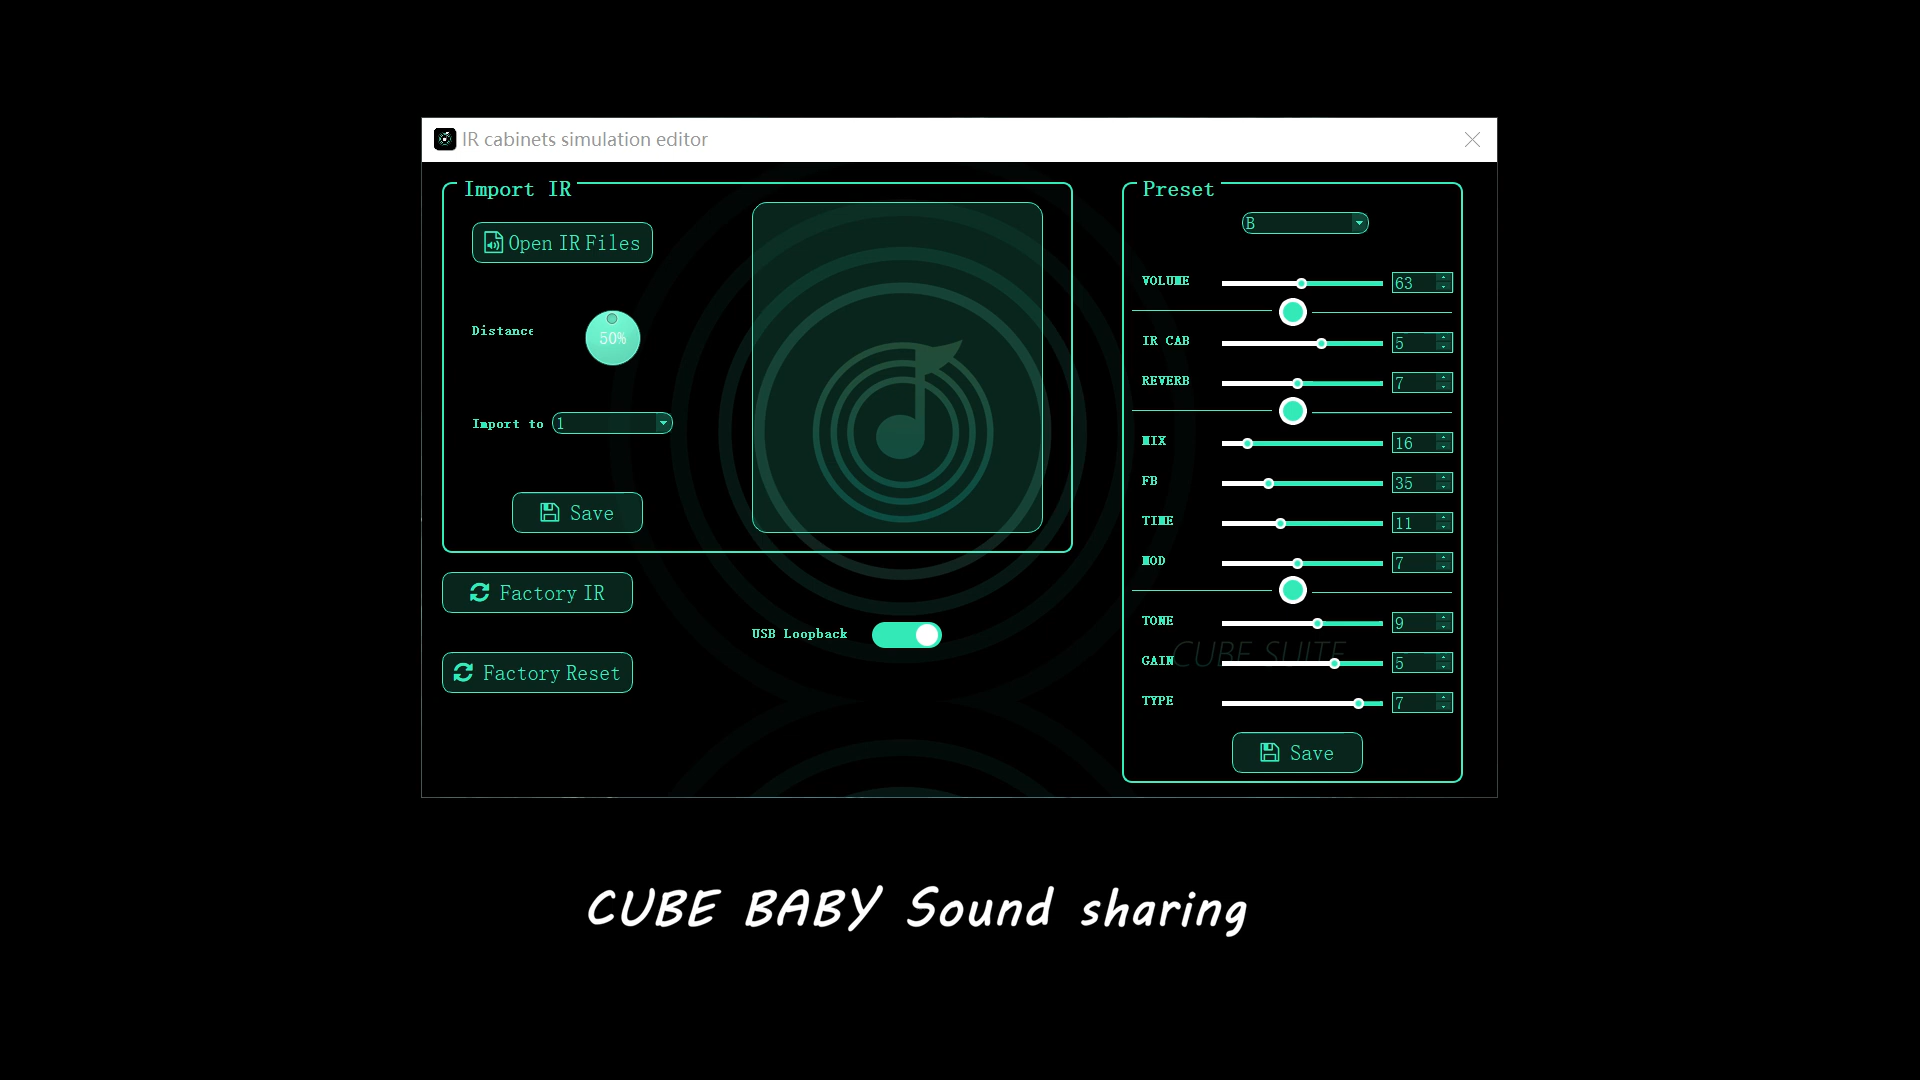 IR cabinets simulation editor
Import IR
Open IR Files
Distance
50%
Import to 1
Save
Factory IR
Factory Reset
USB Loopback
Preset
B
VOLUME 63
IR CAB 5
REVERB 7
MIX 16
FB 35
TIME 11
MOD 7
TONE 9
CUBE SUITE
GAIN 5
TYPE 7
Save
CUBE BABY Sound sharing